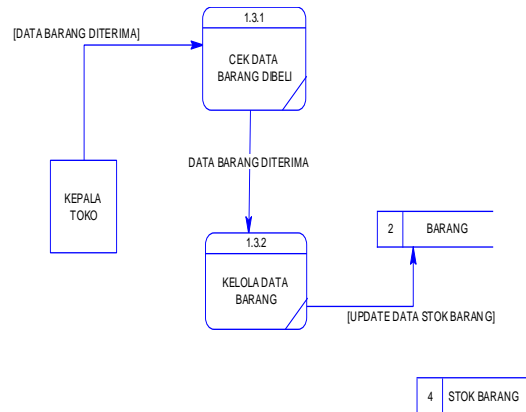 1.3.1
[DATA BARANG DITERIMA]
CEK DATA
BARANG DIBELI
DATA BARANG DITERIMA
KEPALA
TOKO
1.3.2
2 BARANG
KELOLA DATA
BARANG
[UPDATE DATA STOK BARANG]
4 STOK BARANG